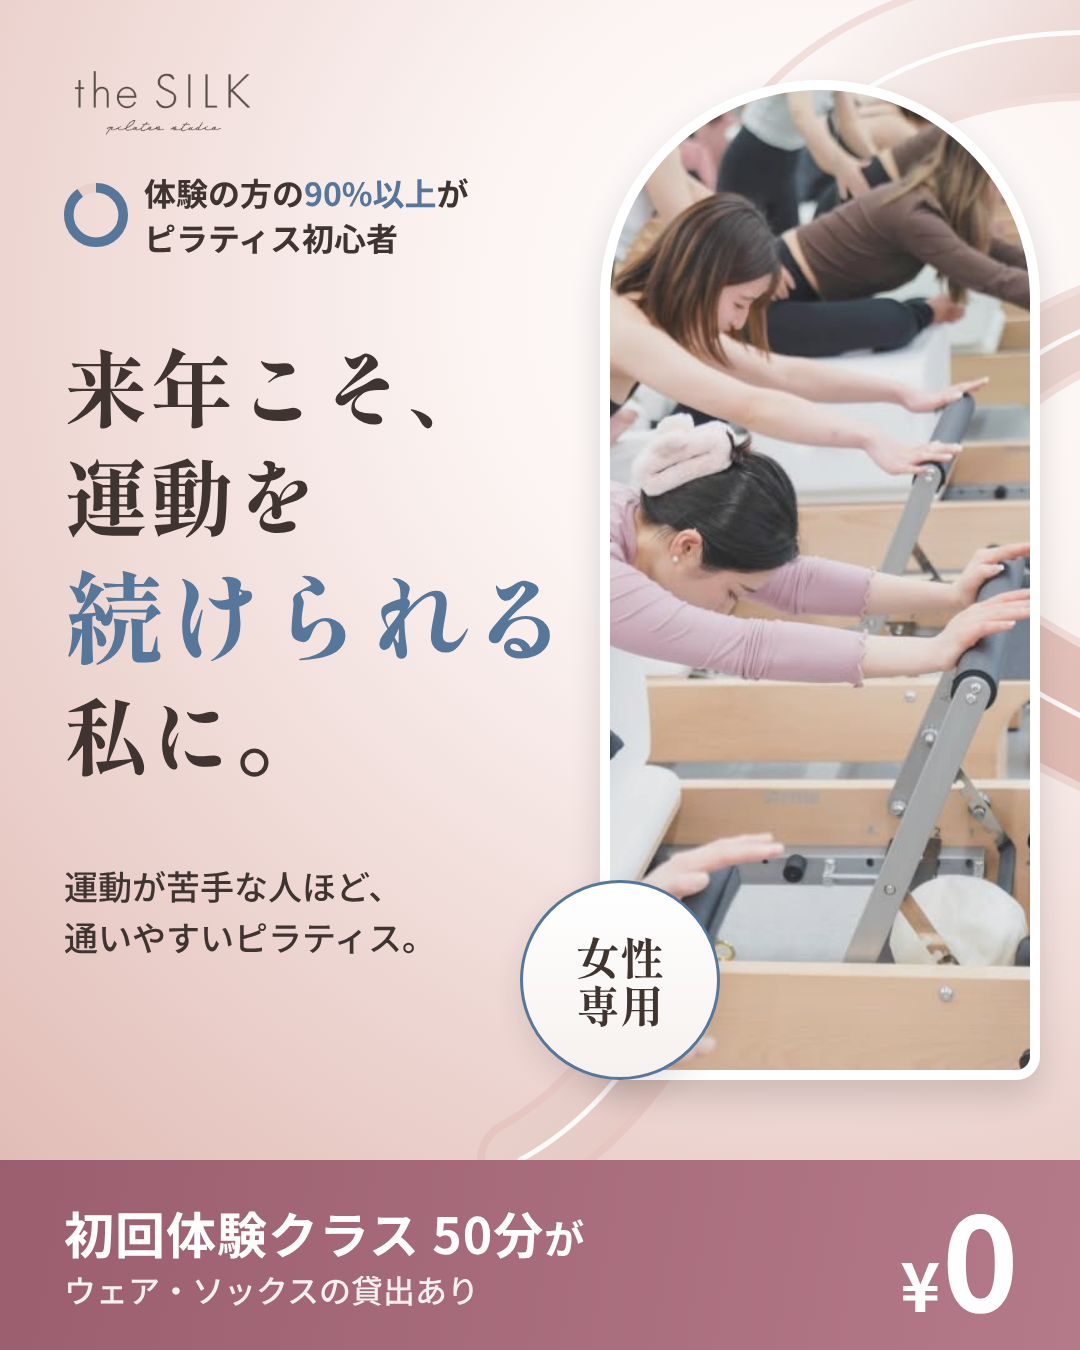 the SILK
pilates studio
体験の方の90%以上が
ピラティス初心者
来年こそ、
運動を
続けられる
私に。
運動が苦手な人ほど、
通いやすいピラティス。
女性
専用
初回体験クラス 50分が
ウェア・ソックスの貸出あり
¥0